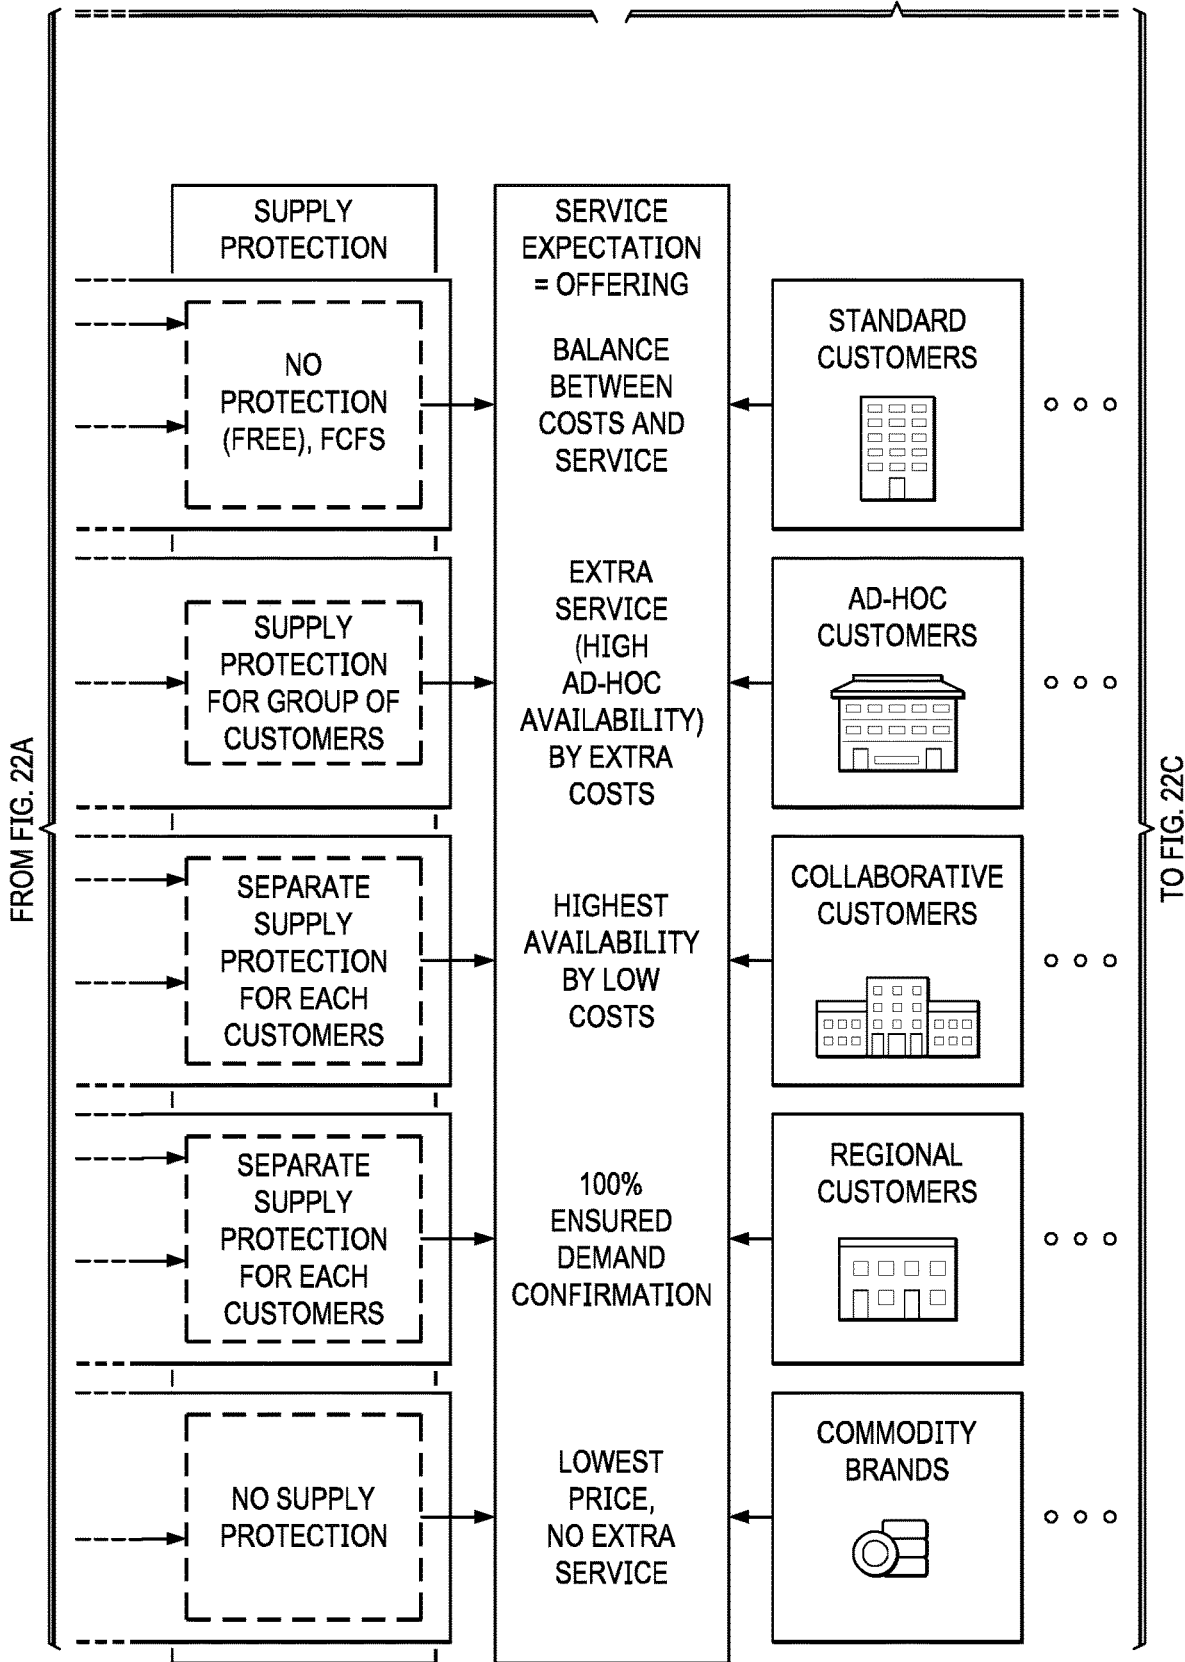 FROM FIG. 22A
SUPPLY
PROTECTION
NO
PROTECTION
(FREE), FCFS
SUPPLY
PROTECTION
FOR GROUP OF
CUSTOMERS
SEPARATE
SUPPLY
PROTECTION
FOR EACH
CUSTOMERS
SEPARATE
SUPPLY
PROTECTION
FOR EACH
CUSTOMERS
NO SUPPLY
PROTECTION
SERVICE
EXPECTATION
= OFFERING
BALANCE
BETWEEN
COSTS AND
SERVICE
EXTRA
SERVICE
(HIGH
AD-HOC
AVAILABILITY)
BY EXTRA
COSTS
HIGHEST
AVAILABILITY
BY LOW
COSTS
100%
ENSURED
DEMAND
CONFIRMATION
LOWEST
PRICE,
NO EXTRA
SERVICE
STANDARD
CUSTOMERS
AD-HOC
CUSTOMERS
COLLABORATIVE
CUSTOMERS
REGIONAL
CUSTOMERS
COMMODITY
BRANDS
TO FIG. 22C